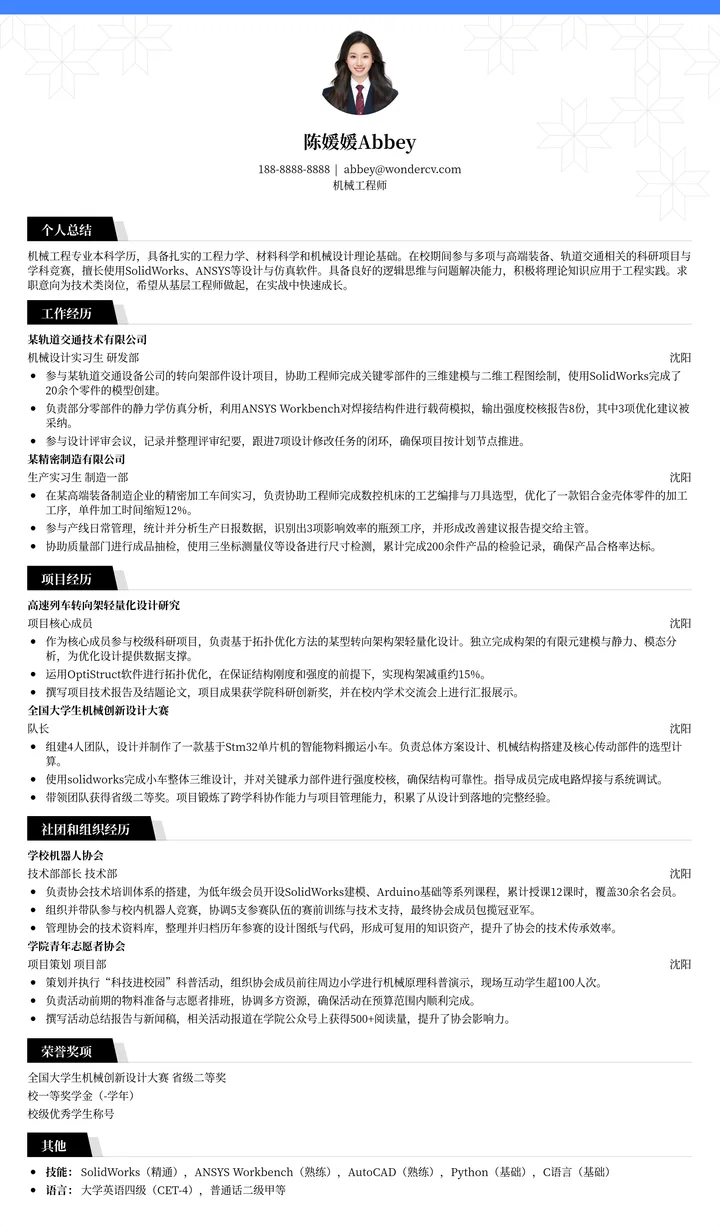 陈媛媛Abbey
188-8888-8888 | abbey@wondercv.com
机械工程师
个人总结
机械工程专业本科学历，具备扎实的工程力学、材料科学和机械设计理论基础。在校期间参与多项与高端装备、轨道交通相关的科研项目与
学科竞赛，擅长使用SolidWorks、ANSYS等设计与仿真软件。具备良好的逻辑思维与问题解决能力，积极将理论知识应用于工程实践。求
职意向为技术类岗位，希望从基层工程师做起，在实战中快速成长。
工作经历
某轨道交通技术有限公司
机械设计实习生 研发部 沈阳
• 参与某轨道交通设备公司的转向架部件设计项目，协助工程师完成关键零部件的三维建模与二维工程图绘制，使用SolidWorks完成了
20余个零件的模型创建。
• 负责部分零部件的静力学仿真分析，利用ANSYS Workbench对焊接结构件进行载荷模拟，输出强度校核报告8份，其中3项优化建议被
采纳。
• 参与设计评审会议，记录并整理评审纪要，跟进7项设计修改任务的闭环，确保项目按计划节点推进。
某精密制造有限公司
生产实习生 制造一部 沈阳
• 在某高端装备制造企业的精密加工车间实习，负责协助工程师完成数控机床的工艺编排与刀具选型，优化了一款铝合金壳体零件的加工
工序，单件加工时间缩短12%。
• 参与产线日常管理，统计并分析生产日报数据，识别出3项影响效率的瓶颈工序，并形成改善建议报告提交给主管。
• 协助质量部门进行成品抽检，使用三坐标测量仪等设备进行尺寸检测，累计完成200余件产品的检验记录，确保产品合格率达标。
项目经历
高速列车转向架轻量化设计研究
项目核心成员 沈阳
• 作为核心成员参与校级科研项目，负责基于拓扑优化方法的某型转向架构架轻量化设计。独立完成构架的有限元建模与静力、模态分
析，为优化设计提供数据支撑。
• 运用OptiStruct软件进行拓扑优化，在保证结构刚度和强度的前提下，实现构架减重约15%。
• 撰写项目技术报告及结题论文，项目成果获学院科研创新奖，并在校内学术交流会上进行汇报展示。
全国大学生机械创新设计大赛
队长 沈阳
• 组建4人团队，设计并制作了一款基于Stm32单片机的智能物料搬运小车。负责总体方案设计、机械结构搭建及核心传动部件的选型计
算。
• 使用solidworks完成小车整体三维设计，并对关键承力部件进行强度校核，确保结构可靠性。指导成员完成电路焊接与系统调试。
• 带领团队获得省级二等奖。项目锻炼了跨学科协作能力与项目管理能力，积累了从设计到落地的完整经验。
社团和组织经历
学校机器人协会
技术部部长 技术部 沈阳
• 负责协会技术培训体系的搭建，为低年级会员开设SolidWorks建模、Arduino基础等系列课程，累计授课12课时，覆盖30余名会员。
• 组织并带队参与校内机器人竞赛，协调5支参赛队伍的赛前训练与技术支持，最终协会成员包揽冠亚军。
• 管理协会的技术资料库，整理并归档历年参赛的设计图纸与代码，形成可复用的知识资产，提升了协会的技术传承效率。
学院青年志愿者协会
项目策划 项目部 沈阳
• 策划并执行“科技进校园”科普活动，组织协会成员前往周边小学进行机械原理科普演示，现场互动学生超100人次。
• 负责活动前期的物料准备与志愿者排班，协调多方资源，确保活动在预算范围内顺利完成。
• 撰写活动总结报告与新闻稿，相关活动报道在学院公众号上获得500+阅读量，提升了协会影响力。
荣誉奖项
全国大学生机械创新设计大赛 省级二等奖
校一等奖学金（-学年）
校级优秀学生称号
其他
• 技能： SolidWorks（精通）, ANSYS Workbench（熟练）, AutoCAD（熟练）, Python（基础）, C语言（基础）
• 语言： 大学英语四级（CET-4）, 普通话二级甲等